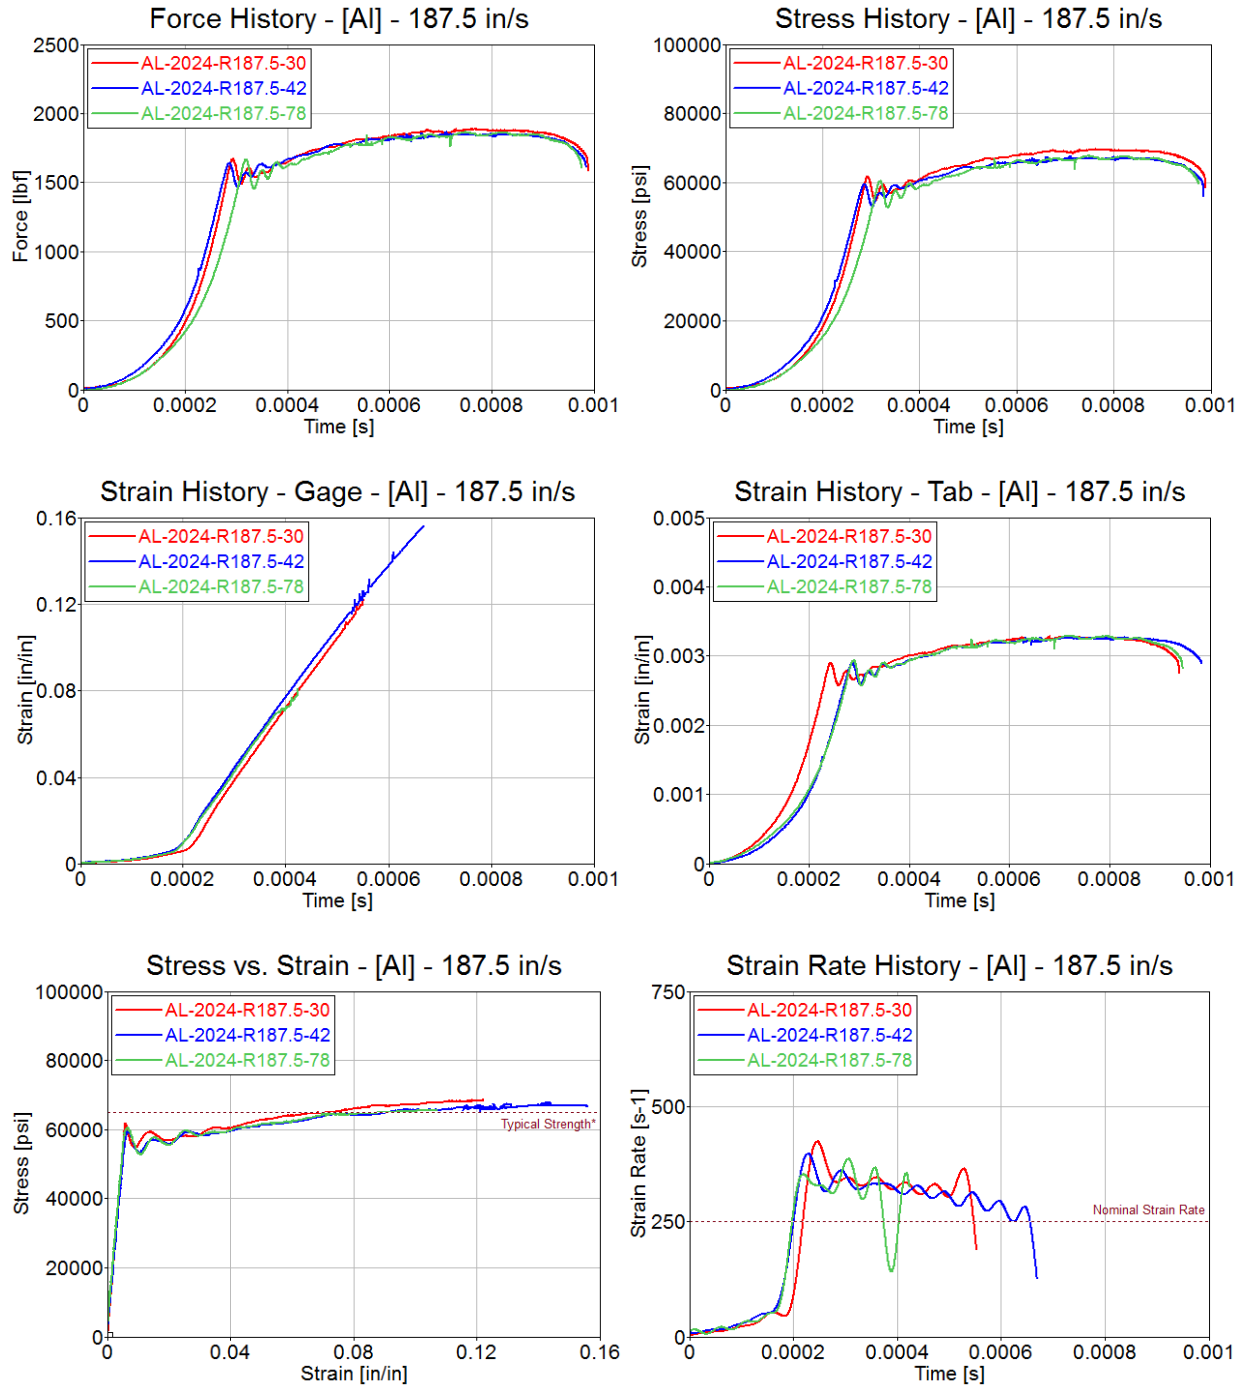 Force History - [Al] - 187.5 in/s
2500
2000
1500
1000
500
0
Force [lbf]
AL-2024-R187.5-30
AL-2024-R187.5-42
AL-2024-R187.5-78
0 0.0002 0.0004 0.0006 0.0008 0.001
Time [s]
Stress History - [Al] - 187.5 in/s
100000
80000
60000
40000
20000
0
Stress [psi]
AL-2024-R187.5-30
AL-2024-R187.5-42
AL-2024-R187.5-78
0 0.0002 0.0004 0.0006 0.0008 0.001
Time [s]
Strain History - Gage - [Al] - 187.5 in/s
0.16
0.12
0.08
0.04
0
Strain [in/in]
AL-2024-R187.5-30
AL-2024-R187.5-42
AL-2024-R187.5-78
0 0.0002 0.0004 0.0006 0.0008 0.001
Time [s]
Strain History - Tab - [Al] - 187.5 in/s
0.005
0.004
0.003
0.002
0.001
0
Strain [in/in]
AL-2024-R187.5-30
AL-2024-R187.5-42
AL-2024-R187.5-78
0 0.0002 0.0004 0.0006 0.0008 0.001
Time [s]
Stress vs. Strain - [Al] - 187.5 in/s
100000
80000
60000
40000
20000
0
Stress [psi]
AL-2024-R187.5-30
AL-2024-R187.5-42
AL-2024-R187.5-78
Typical Strength*
0 0.04 0.08 0.12 0.16
Strain [in/in]
Strain Rate History - [Al] - 187.5 in/s
750
500
250
0
Strain Rate [s-1]
AL-2024-R187.5-30
AL-2024-R187.5-42
AL-2024-R187.5-78
Nominal Strain Rate
0 0.0002 0.0004 0.0006 0.0008 0.001
Time [s]